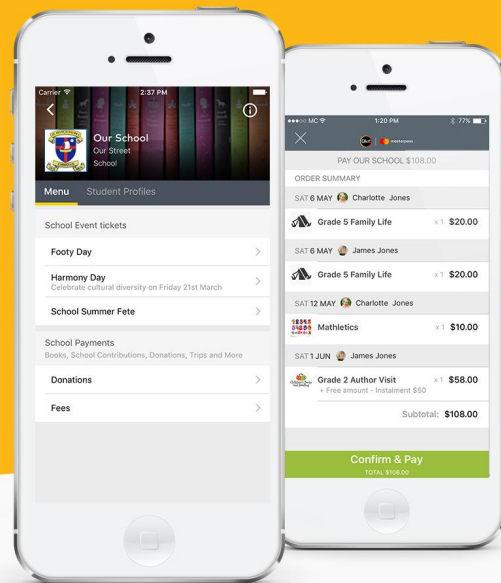 Carrier 2:37 PM
Our School
Our Street
School
Menu Student Profiles
School Event tickets
Footy Day
Harmony Day
Celebrate cultural diversity on Friday 21st March
School Summer Fete
School Payments
Books, School Contributions, Donations, Trips and More
Donations
Fees
MC 1:20 PM 77%
Qkr! masterpass
PAY OUR SCHOOL $108.00
ORDER SUMMARY
SAT 6 MAY Charlotte Jones
Grade 5 Family Life x 1 $20.00
SAT 6 MAY James Jones
Grade 5 Family Life x 1 $20.00
SAT 12 MAY Charlotte Jones
Mathletics x 1 $10.00
SAT 1 JUN James Jones
Grade 2 Author Visit x 1 $58.00
+ Free amount - Instalment $50
Subtotal: $108.00
Confirm & Pay
TOTAL $108.00